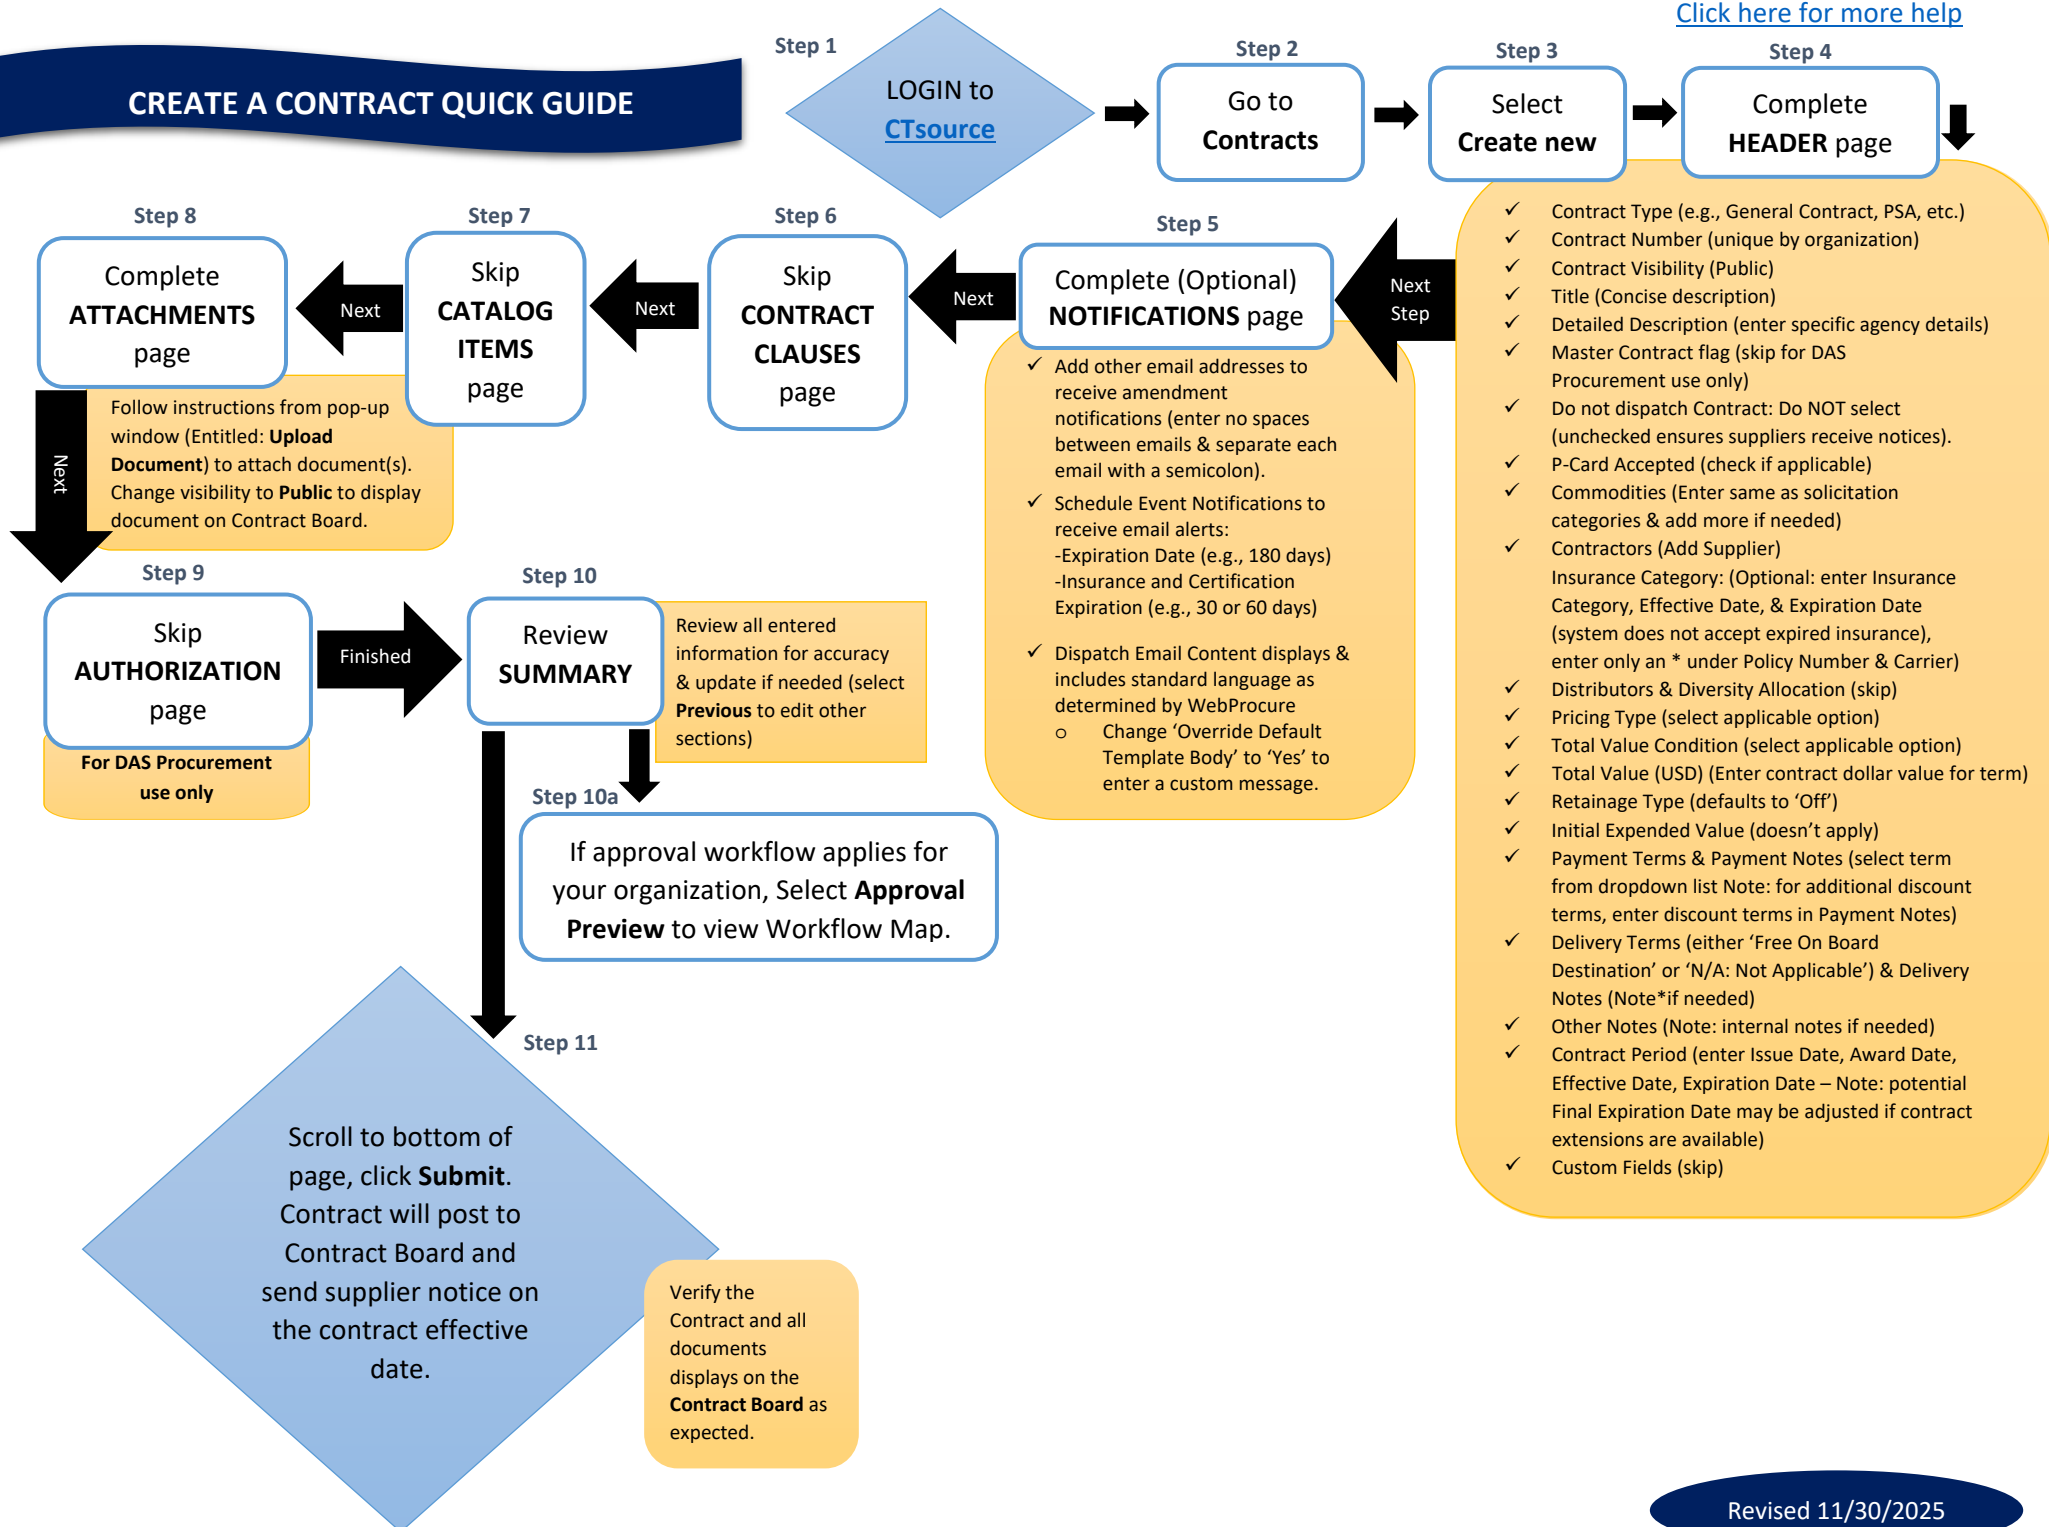 Click here for more help
CREATE A CONTRACT QUICK GUIDE
Step 1
LOGIN to
CTsource
Step 2
Go to
Contracts
Step 3
Select
Create new
Step 4
Complete
HEADER page
✓ Contract Type (e.g., General Contract, PSA, etc.)
✓ Contract Number (unique by organization)
✓ Contract Visibility (Public)
✓ Title (Concise description)
✓ Detailed Description (enter specific agency details)
✓ Master Contract flag (skip for DAS
Procurement use only)
✓ Do not dispatch Contract: Do NOT select
(unchecked ensures suppliers receive notices).
✓ P-Card Accepted (check if applicable)
✓ Commodities (Enter same as solicitation
categories & add more if needed)
✓ Contractors (Add Supplier)
Insurance Category: (Optional: enter Insurance
Category, Effective Date, & Expiration Date
(system does not accept expired insurance),
enter only an * under Policy Number & Carrier)
✓ Distributors & Diversity Allocation (skip)
✓ Pricing Type (select applicable option)
✓ Total Value Condition (select applicable option)
✓ Total Value (USD) (Enter contract dollar value for term)
✓ Retainage Type (defaults to ‘Off’)
✓ Initial Expended Value (doesn’t apply)
✓ Payment Terms & Payment Notes (select term
from dropdown list Note: for additional discount
terms, enter discount terms in Payment Notes)
✓ Delivery Terms (either ‘Free On Board
Destination’ or ‘N/A: Not Applicable’) & Delivery
Notes (Note*if needed)
✓ Other Notes (Note: internal notes if needed)
✓ Contract Period (enter Issue Date, Award Date,
Effective Date, Expiration Date – Note: potential
Final Expiration Date may be adjusted if contract
extensions are available)
✓ Custom Fields (skip)
Next
Step
Step 5
Complete (Optional)
NOTIFICATIONS page
✓ Add other email addresses to
receive amendment
notifications (enter no spaces
between emails & separate each
email with a semicolon).
✓ Schedule Event Notifications to
receive email alerts:
-Expiration Date (e.g., 180 days)
-Insurance and Certification
Expiration (e.g., 30 or 60 days)
✓ Dispatch Email Content displays &
includes standard language as
determined by WebProcure
o Change ‘Override Default
Template Body’ to ‘Yes’ to
enter a custom message.
Next
Step 6
Skip
CONTRACT
CLAUSES
page
Next
Step 7
Skip
CATALOG
ITEMS
page
Next
Step 8
Complete
ATTACHMENTS
page
Follow instructions from pop-up
window (Entitled: Upload
Document) to attach document(s).
Change visibility to Public to display
document on Contract Board.
Next
Step 9
Skip
AUTHORIZATION
page
For DAS Procurement
use only
Finished
Step 10
Review
SUMMARY
Review all entered
information for accuracy
& update if needed (select
Previous to edit other
sections)
Step 10a
If approval workflow applies for
your organization, Select Approval
Preview to view Workflow Map.
Step 11
Scroll to bottom of
page, click Submit.
Contract will post to
Contract Board and
send supplier notice on
the contract effective
date.
Verify the
Contract and all
documents
displays on the
Contract Board as
expected.
Revised 11/30/2025